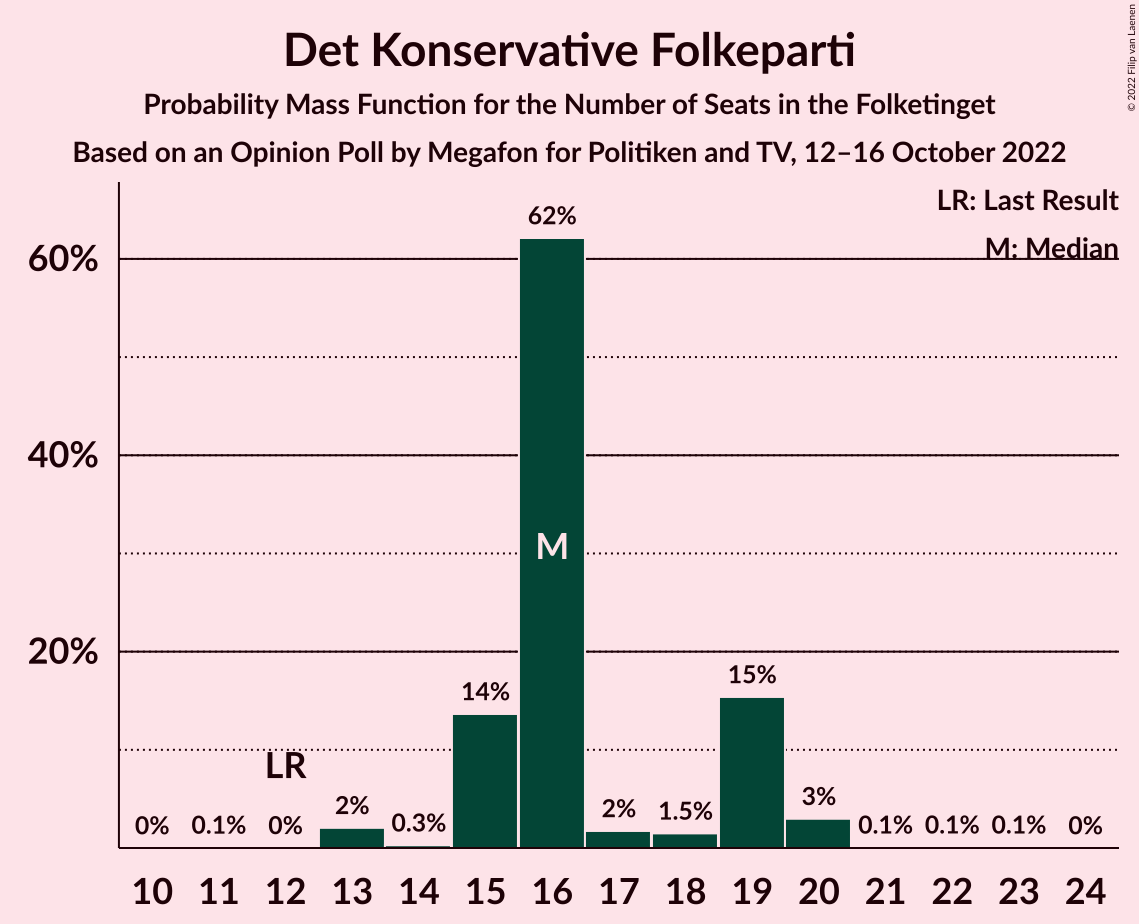 Det Konservative Folkeparti
Probability Mass Function for the Number of Seats in the Folketinget
Based on an Opinion Poll by Megafon for Politiken and TV, 12–16 October 2022
© 2022 Filip van Laenen
LR: Last Result
M: Median
60%
40%
20%
62%
M
14%
15%
LR
0%
0.1%
0%
2%
0.3%
2%
1.5%
3%
0.1%
0.1%
0.1%
0%
10 11 12 13 14 15 16 17 18 19 20 21 22 23 24